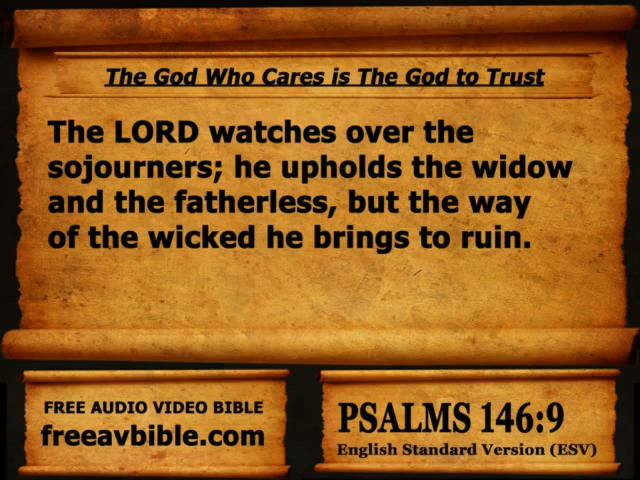 The God Who Cares is The God to Trust
The LORD watches over the
sojourners; he upholds the widow
and the fatherless, but the way
of the wicked he brings to ruin.
FREE AUDIO VIDEO BIBLE
freeavbible.com
PSALMS 146:9
English Standard Version (ESV)